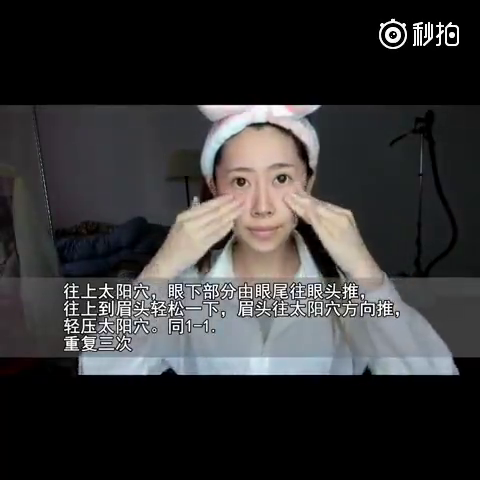 秒拍
往上太阳穴，眼下部分由眼尾往眼头推，
往上到眉头轻松一下，眉头往太阳穴方向推，
轻压太阳穴。同1-1.
重复三次